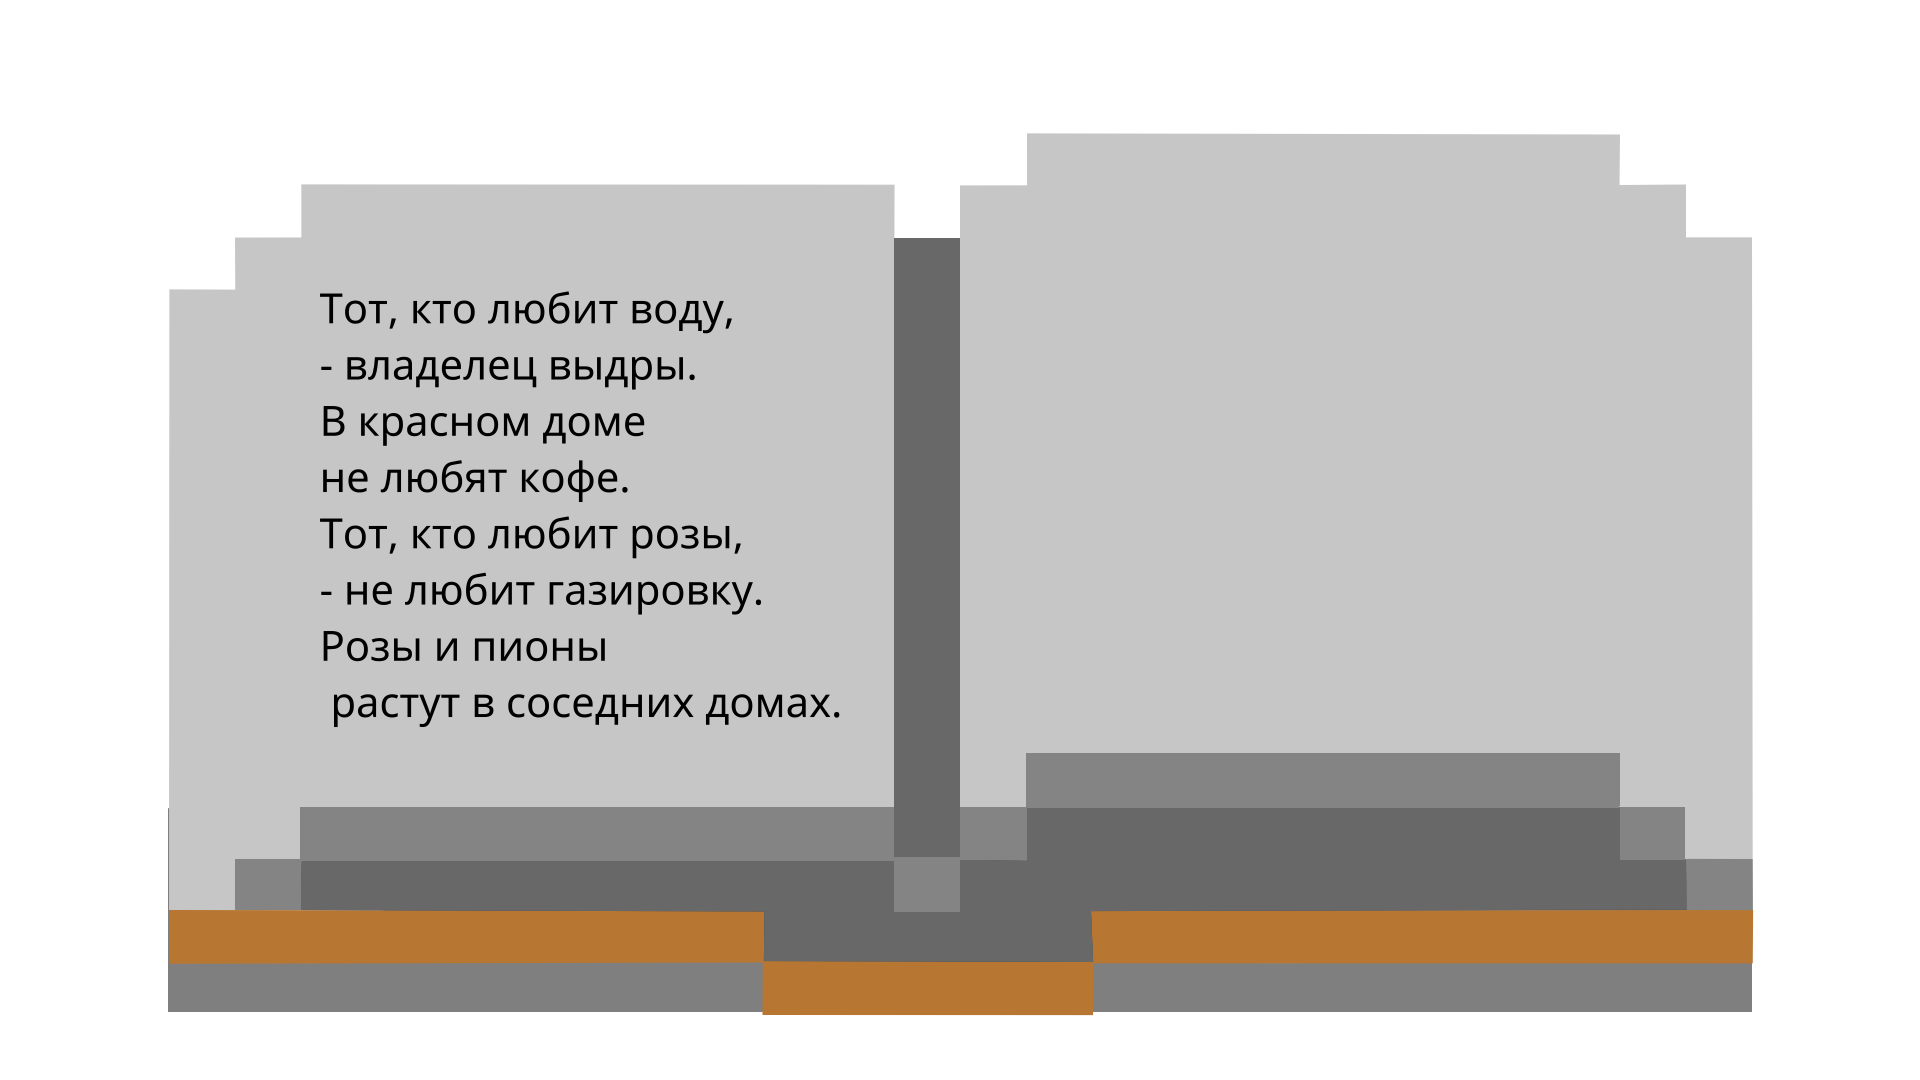 Тот, кто любит воду,
- владелец выдры.
В красном доме
не любят кофе.
Тот, кто любит розы,
- не любит газировку.
Розы и пионы
растут в соседних домах.